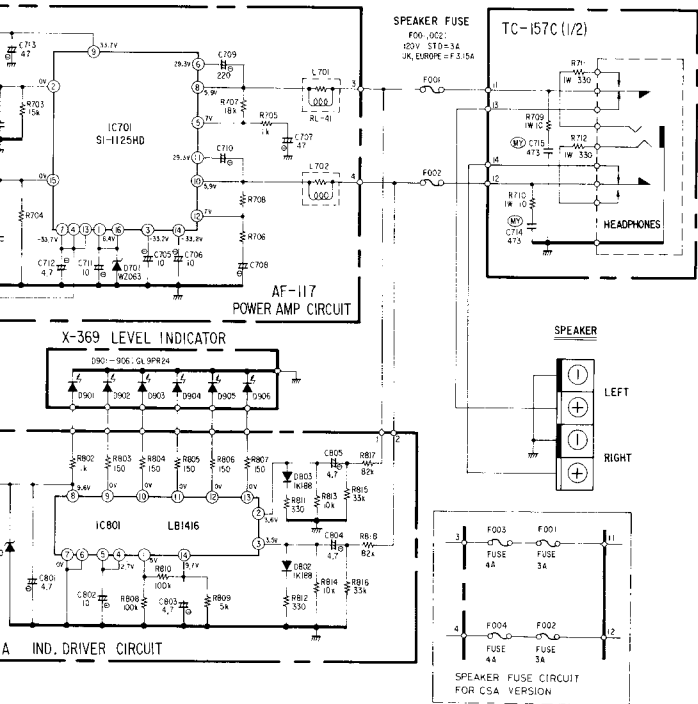 SPEAKER FUSE
F00-,002:
120V STD=3A
UK, EUROPE=F3.15A
TC-157C (1/2)
C713
47
33.7V
9
29.3V
6
C709
220
8
5.9V
L701
000
RL-41
3
F001
11
13
R711
1W 330
R709
1W 10
MY
C715
473
R712
1W 330
14
12
R710
1W 10
MY
C714
473
HEADPHONES
0V
2
R703
15k
IC701
SI-1125HD
R707
18k
5
7V
R705
1k
C707
47
29.3V
11
C710
10
5.9V
L702
000
4
F002
0V
15
R704
R708
12
7V
R706
C708
7
4
13
1
16
3
14
-33.7V
6.4V
-33.2V
-33.2V
C712
4.7
C711
10
D701
WZ063
C705
10
C706
10
AF-117
POWER AMP CIRCUIT
X-369 LEVEL INDICATOR
D901-906: GL9PR24
D901
D902
D903
D904
D905
D906
SPEAKER
LEFT
RIGHT
2
R802
1k
R803
150
R804
150
R805
150
R806
150
R807
150
9.6V
0V
0V
0V
0V
0V
8
9
10
11
12
13
IC801
LB1416
2
3.6V
3
3.5V
D803
1K188
C805
4.7
R817
82k
R811
330
R813
10k
R815
33k
C804
4.7
R818
82k
D802
1K188
R812
330
R814
10k
R816
33k
7
6
5
4
1
14
0V
2.7V
5V
9.7V
C801
4.7
C802
10
R810
100k
R808
100k
C803
4.7
R809
5k
A IND. DRIVER CIRCUIT
3
F003
FUSE
4A
F001
FUSE
3A
11
4
F004
FUSE
4A
F002
FUSE
3A
12
SPEAKER FUSE CIRCUIT
FOR CSA VERSION